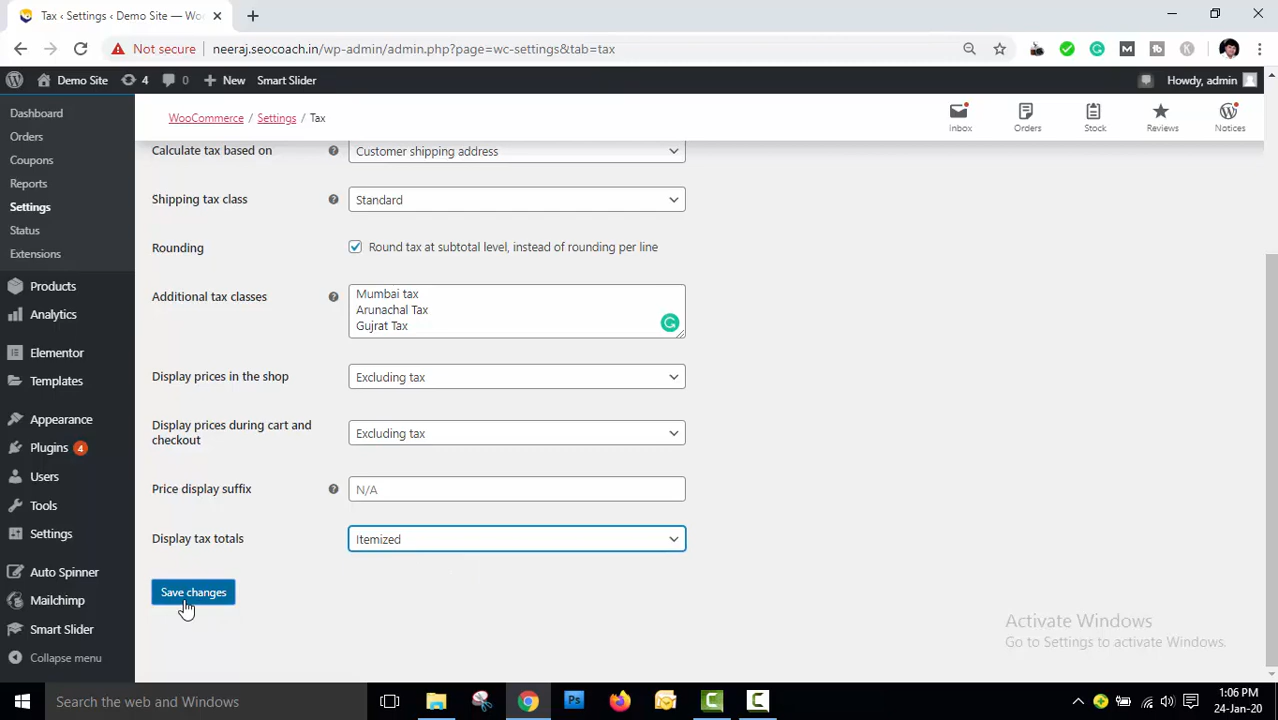 Tax ‹ Settings ‹ Demo Site — Wo
Not secure
neeraj.seocoach.in/wp-admin/admin.php?page=wc-settings&tab=tax
Demo Site
4
0
New
Smart Slider
Howdy, admin
Dashboard
Orders
Coupons
Reports
Settings
Status
Extensions
Products
Analytics
Elementor
Templates
Appearance
Plugins 4
Users
Tools
Settings
Auto Spinner
Mailchimp
Smart Slider
Collapse menu
WooCommerce / Settings / Tax
Inbox
Orders
Stock
Reviews
Notices
Calculate tax based on
Customer shipping address
Shipping tax class
Standard
Rounding
Round tax at subtotal level, instead of rounding per line
Additional tax classes
Mumbai tax
Arunachal Tax
Gujrat Tax
Display prices in the shop
Excluding tax
Display prices during cart and
checkout
Excluding tax
Price display suffix
N/A
Display tax totals
Itemized
Save changes
Activate Windows
Go to Settings to activate Windows.
Search the web and Windows
1:06 PM
24-Jan-20